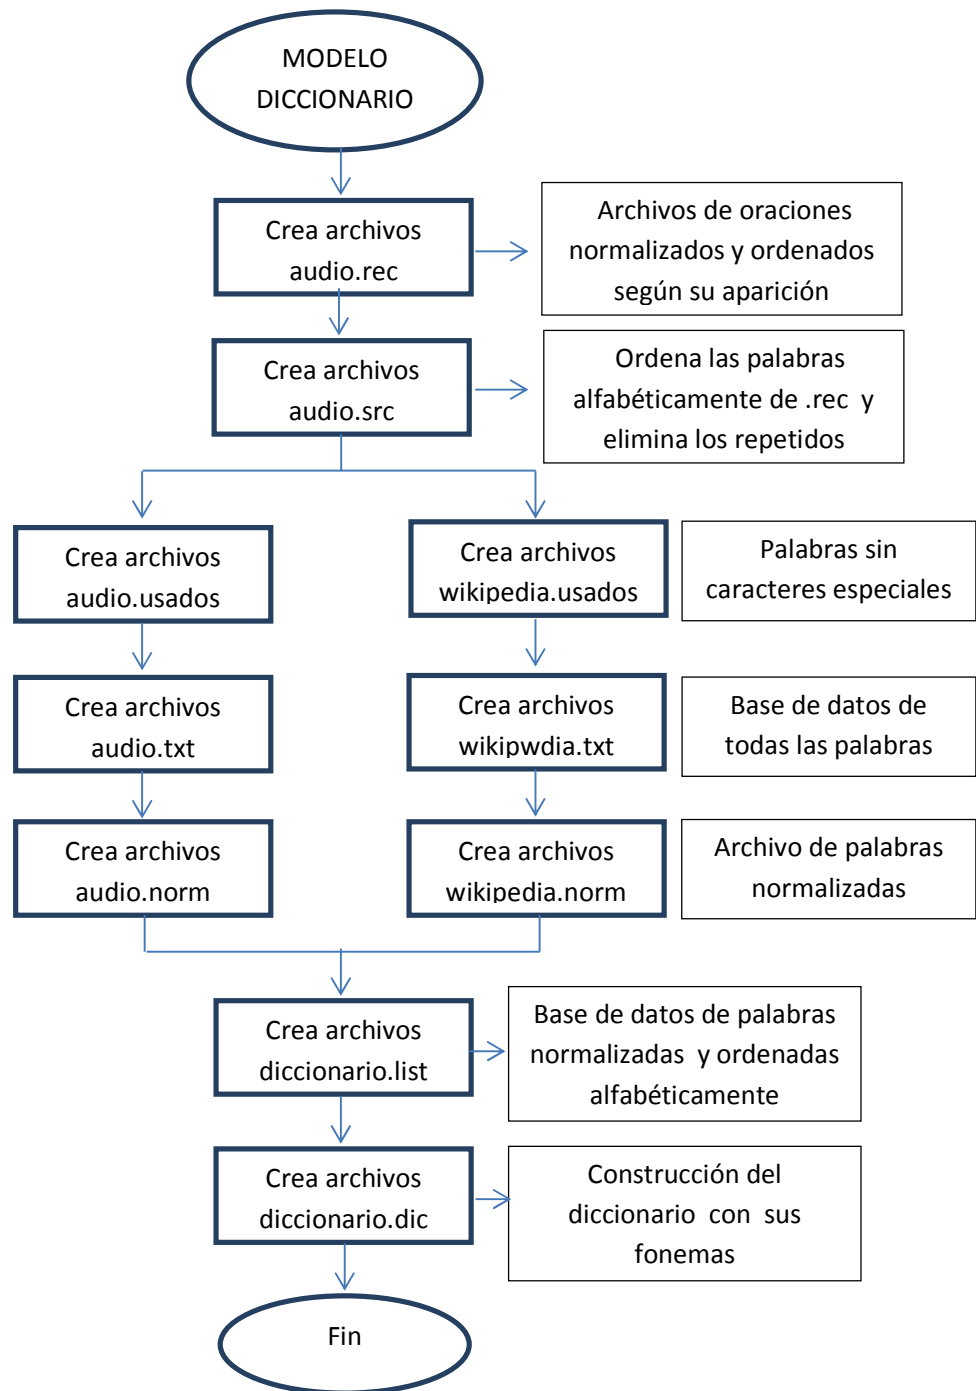 MODELO
DICCIONARIO
Crea archivos
audio.rec
Archivos de oraciones
normalizados y ordenados
según su aparición
Crea archivos
audio.src
Ordena las palabras
alfabéticamente de .rec y
elimina los repetidos
Crea archivos
audio.usados
Crea archivos
wikipedia.usados
Palabras sin
caracteres especiales
Crea archivos
audio.txt
Crea archivos
wikipwdia.txt
Base de datos de
todas las palabras
Crea archivos
audio.norm
Crea archivos
wikipedia.norm
Archivo de palabras
normalizadas
Crea archivos
diccionario.list
Base de datos de palabras
normalizadas y ordenadas
alfabéticamente
Crea archivos
diccionario.dic
Construcción del
diccionario con sus
fonemas
Fin